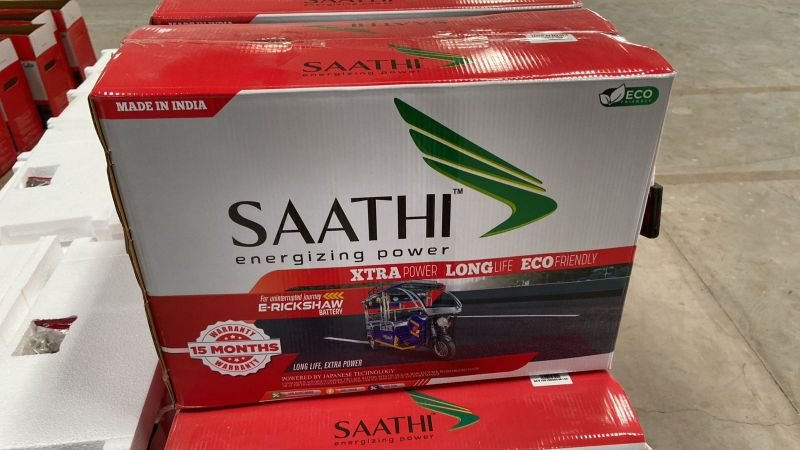 SAATHI
energizing power
MADE IN INDIA
ECO
FRIENDLY
SAATHI™
energizing power
XTRA POWER LONG LIFE ECO FRIENDLY
For uninterrupted journey
E-RICKSHAW
BATTERY
WARRANTY
15 MONTHS
WARRANTY
LONG LIFE, EXTRA POWER
POWERED BY JAPANESE TECHNOLOGY
SAATHI
energizing power